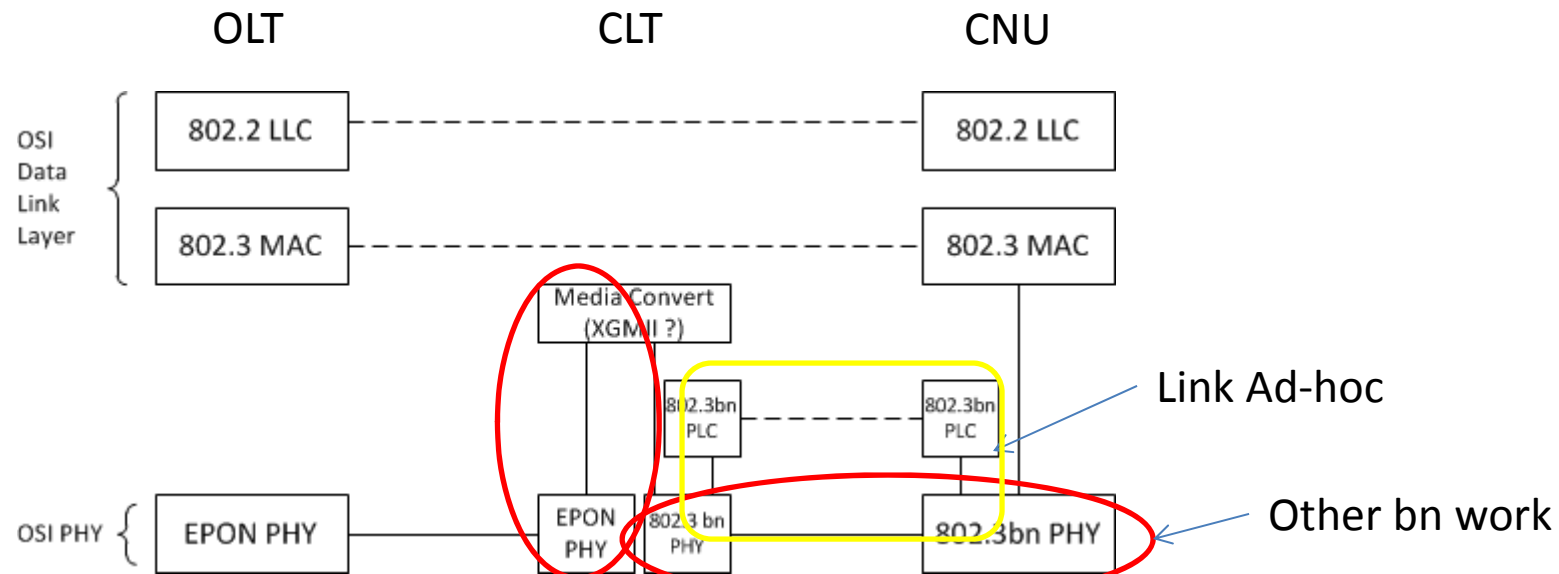 OLT
CLT
CNU
OSI
Data
Link
Layer
802.2 LLC
802.2 LLC
802.3 MAC
802.3 MAC
Media Convert
(XGMII ?)
802.3bn
PLC
802.3bn
PLC
Link Ad-hoc
OSI PHY
EPON PHY
EPON
PHY
802.3 bn
PHY
802.3bn PHY
Other bn work